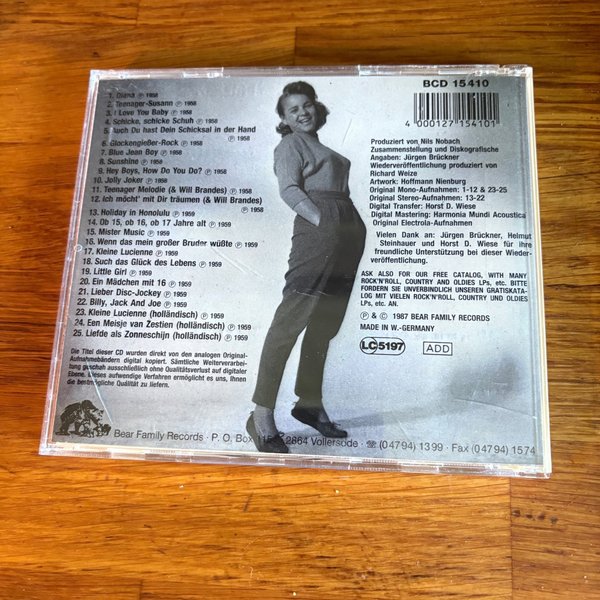 BCD 15410
4 000127 154101
1. Diana Ⓟ 1958
2. Teenager-Susann Ⓟ 1958
3. I Love You Baby Ⓟ 1958
4. Schicke, schicke Schuh Ⓟ 1958
5. Auch Du hast Dein Schicksal in der Hand
Ⓟ 1958
6. Glockengießer-Rock Ⓟ 1958
7. Blue Jean Boy Ⓟ 1958
8. Sunshine Ⓟ 1958
9. Hey Boys, How Do You Do? Ⓟ 1958
10. Jolly Joker Ⓟ 1958
11. Teenager Melodie (& Will Brandes) Ⓟ 1958
12. Ich möcht' mit Dir träumen (& Will Brandes)
Ⓟ 1958
13. Holiday in Honolulu Ⓟ 1959
14. Ob 15, ob 16, ob 17 Jahre alt Ⓟ 1959
15. Mister Music Ⓟ 1959
16. Wenn das mein großer Bruder wüßte Ⓟ 1959
17. Kleine Lucienne Ⓟ 1959
18. Such das Glück des Lebens Ⓟ 1959
19. Little Girl Ⓟ 1959
20. Ein Mädchen mit 16 Ⓟ 1959
21. Lieber Disc-Jockey Ⓟ 1959
22. Billy, Jack And Joe Ⓟ 1959
23. Kleine Lucienne (holländisch) Ⓟ 1959
24. Een Meisje van Zestien (holländisch) Ⓟ 1959
25. Liefde als Zonneschijn (holländisch) Ⓟ 1959
Die Titel dieser CD wurden direkt von den analogen Original-
Aufnahmebändern digital kopiert. Sämtliche Weiterverarbei-
tung geschah ausschließlich ohne Qualitätsverlust auf digitaler
Ebene. Dieses aufwendige Verfahren ermöglicht es uns, Ihnen
die bestmögliche Qualität zu liefern.
Produziert von Nils Nobach
Zusammenstellung und Diskografische
Angaben: Jürgen Brückner
Wiederveröffentlichung produziert von
Richard Weize
Artwork: Hoffmann Nienburg
Original Mono-Aufnahmen: 1-12 & 23-25
Original Stereo-Aufnahmen: 13-22
Digital Transfer: Horst D. Wiese
Digital Mastering: Harmonia Mundi Acoustica
Original Electrola-Aufnahmen
Vielen Dank an: Jürgen Brückner, Helmut
Steinhauer und Horst D. Wiese für ihre
freundliche Unterstützung bei dieser Wieder-
veröffentlichung.
ASK ALSO FOR OUR FREE CATALOG, WITH MANY
ROCK'N'ROLL, COUNTRY AND OLDIES LPs, etc. BITTE
FORDERN SIE UNVERBINDLICH UNSEREN GRATISKATA-
LOG MIT VIELEN ROCK'N'ROLL, COUNTRY UND OLDIES
LPs, etc. AN.
Ⓟ & © 1987 BEAR FAMILY RECORDS
MADE IN W.-GERMANY
LC 5197
ADD
Bear Family Records · P. O. Box 2864 Vollersode · ☏ (0 47 94) 13 99 · Fax (0 47 94) 15 74